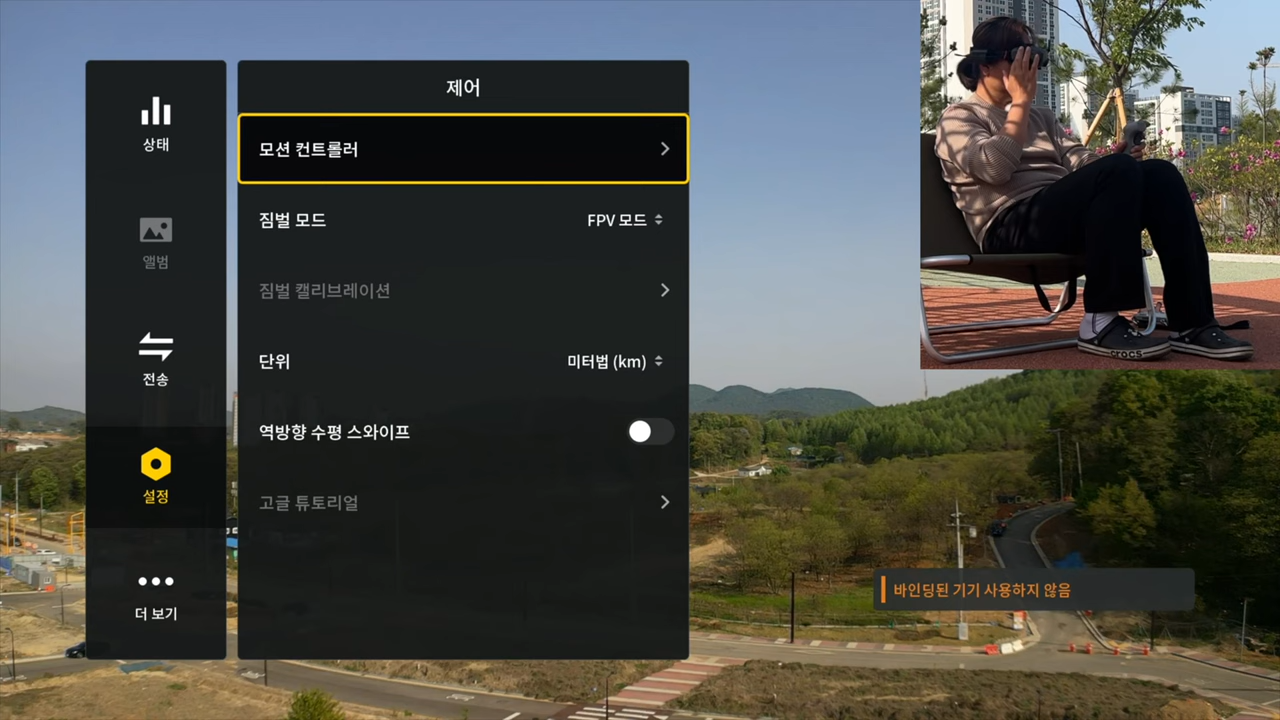 상태
앨범
전송
설정
더 보기
제어
모션 컨트롤러
짐벌 모드 FPV 모드
짐벌 캘리브레이션
단위 미터법 (km)
역방향 수평 스와이프
고글 튜토리얼
crocs
바인딩된 기기 사용하지 않음